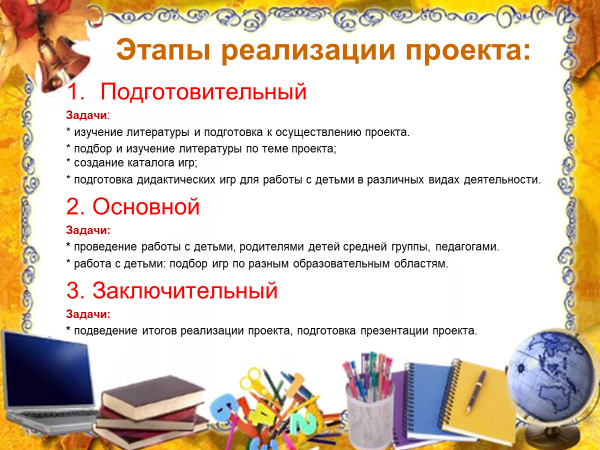 Этапы реализации проекта:
1. Подготовительный
Задачи:
* изучение литературы и подготовка к осуществлению проекта.
* подбор и изучение литературы по теме проекта;
* создание каталога игр;
* подготовка дидактических игр для работы с детьми в различных видах деятельности.
2. Основной
Задачи:
* проведение работы с детьми, родителями детей средней группы, педагогами.
* работа с детьми: подбор игр по разным образовательным областям.
3. Заключительный
Задачи:
* подведение итогов реализации проекта, подготовка презентации проекта.